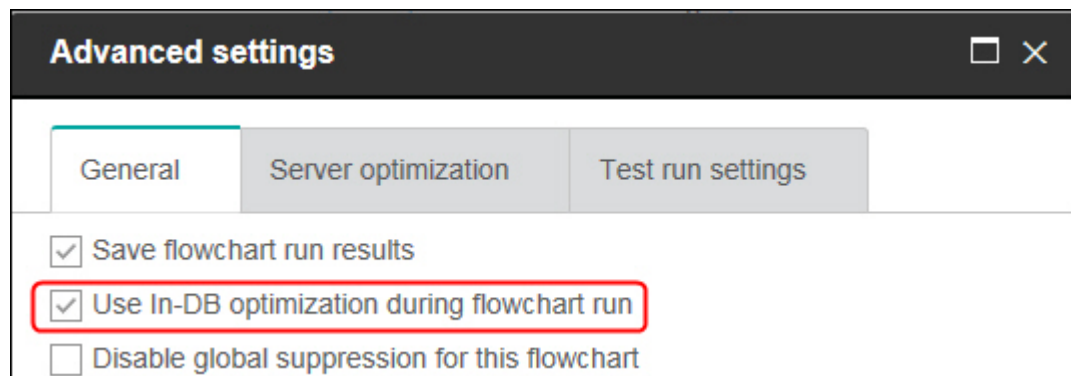 Advanced settings
General Server optimization Test run settings
Save flowchart run results
Use In-DB optimization during flowchart run
Disable global suppression for this flowchart